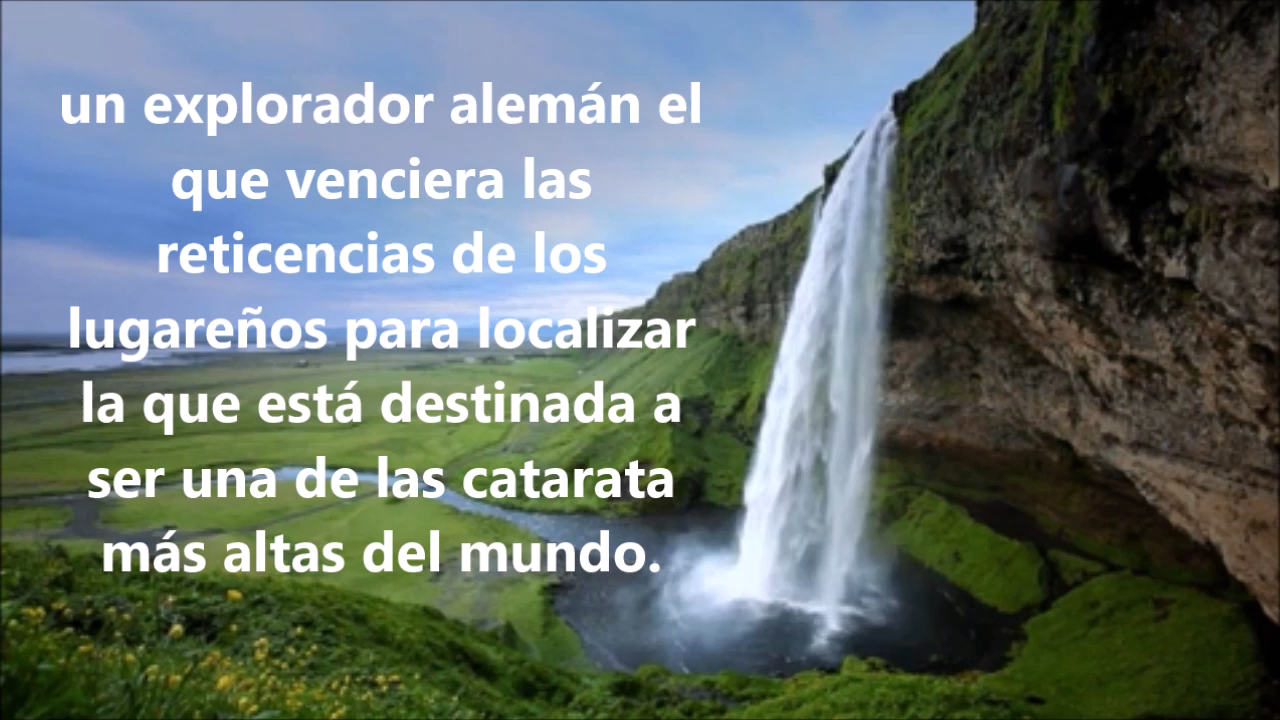 un explorador alemán el
que venciera las
reticencias de los
lugareños para localizar
la que está destinada a
ser una de las catarata
más altas del mundo.